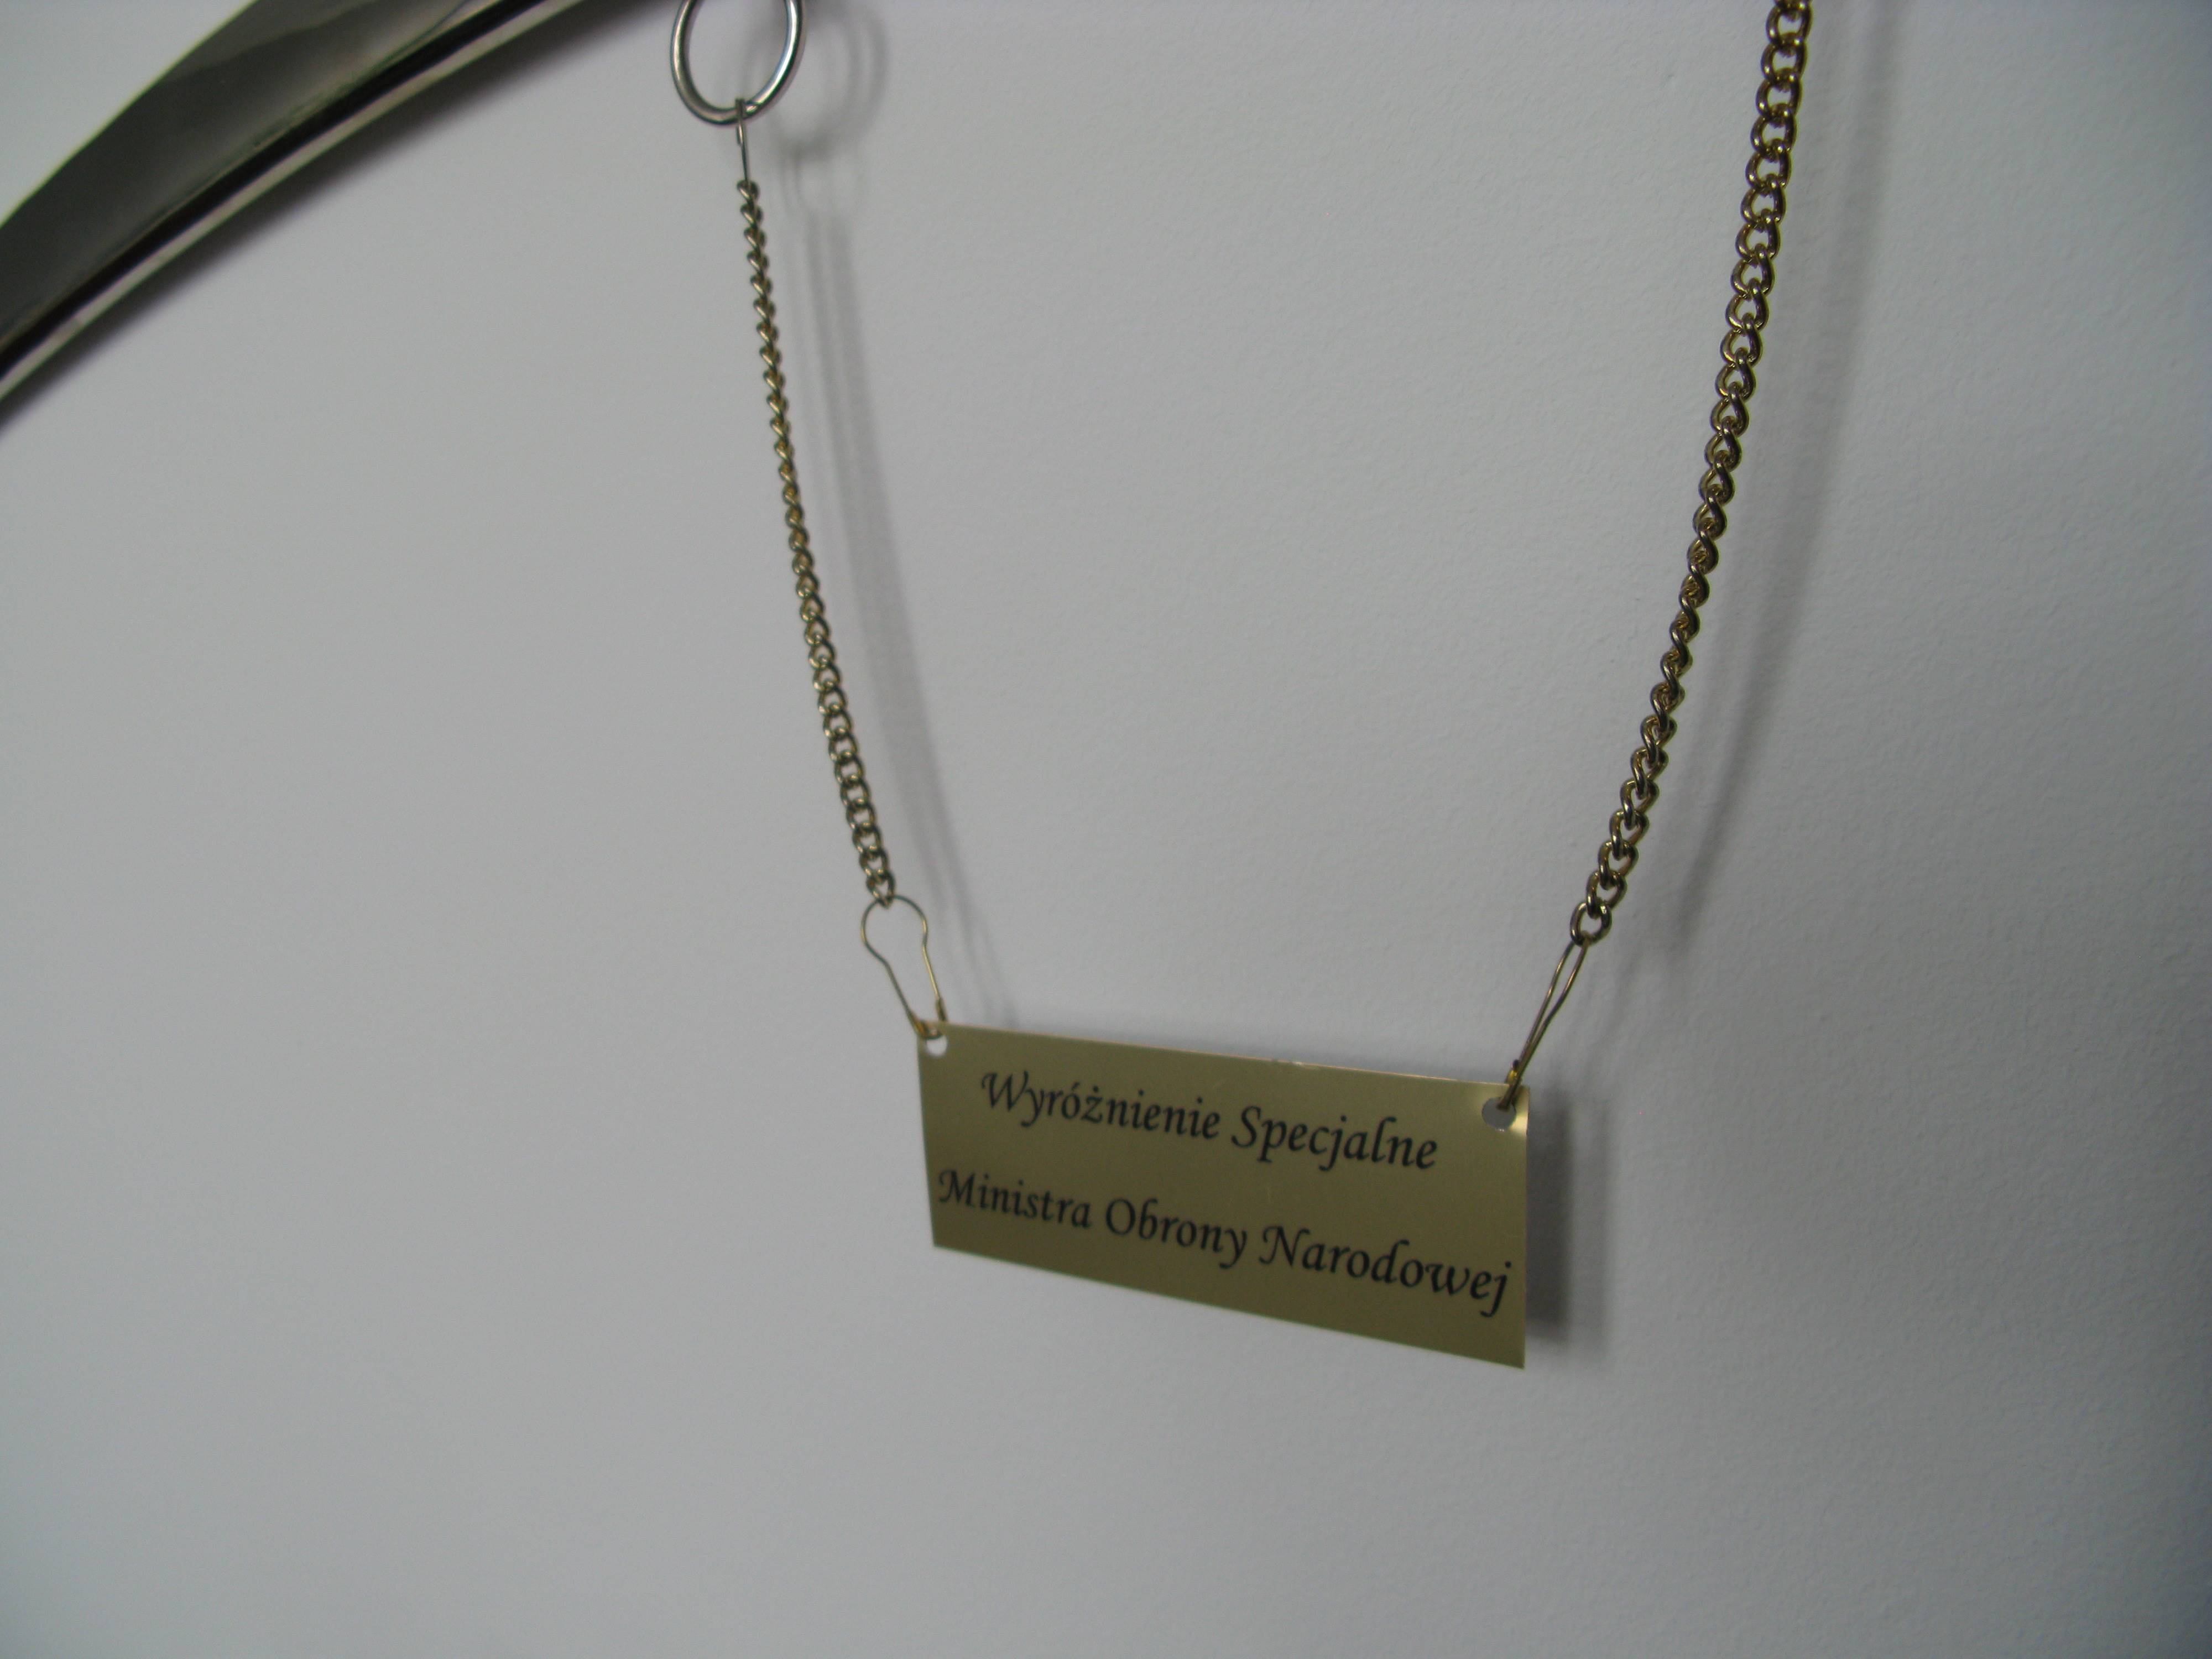 Wyróżnienie Specjalne
Ministra Obrony Narodowej